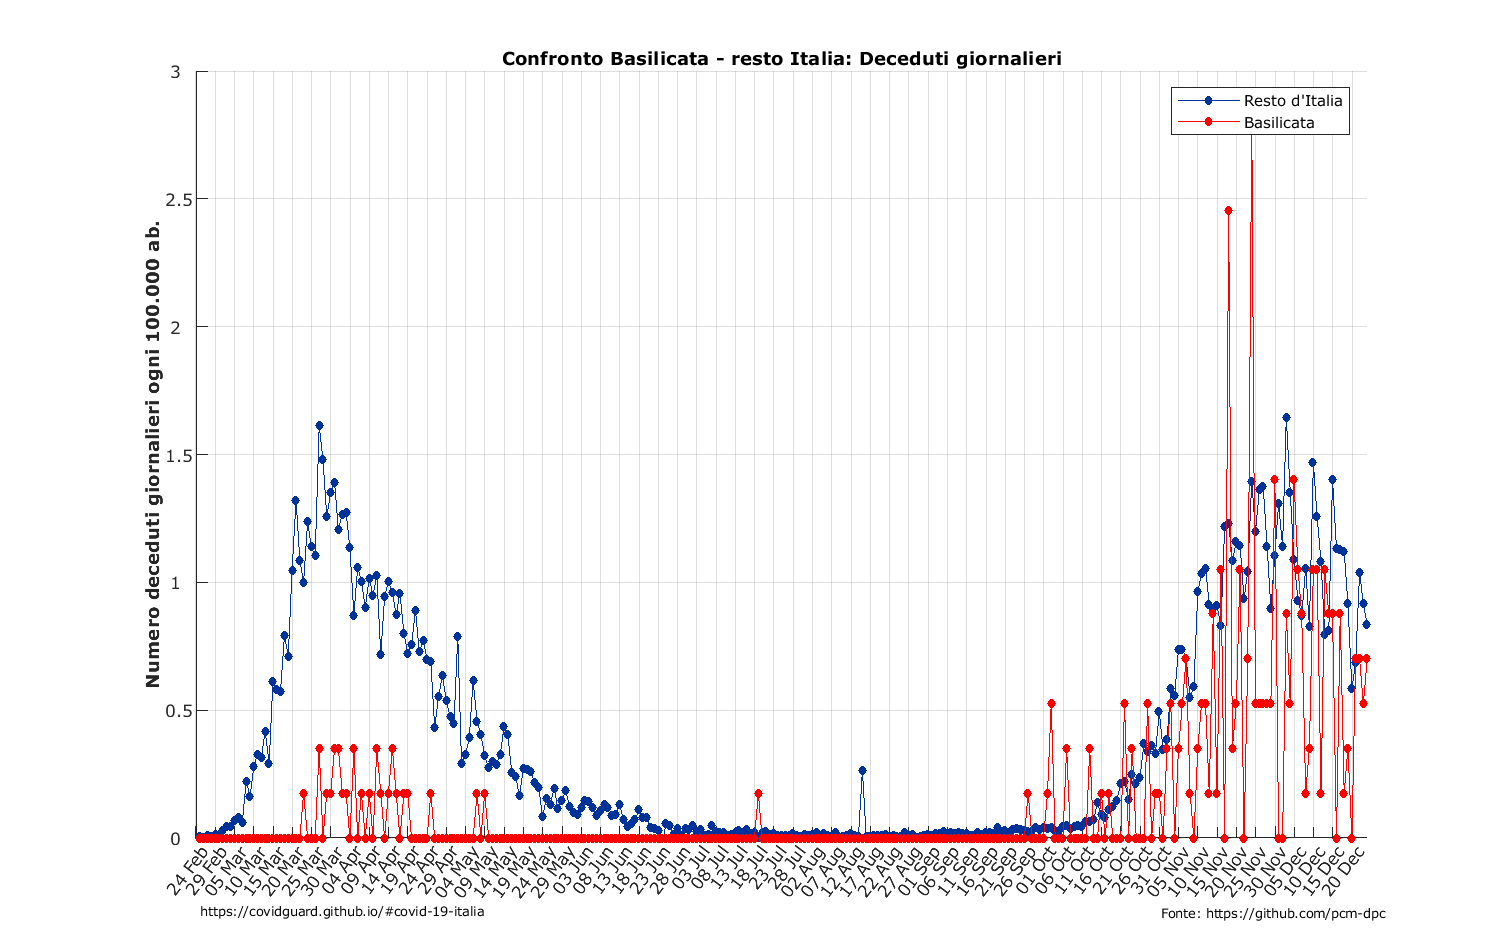 Confronto Basilicata - resto Italia: Deceduti giornalieri
Numero deceduti giornalieri ogni 100.000 ab.
3
2.5
2
1.5
1
0.5
0
Resto d'Italia
Basilicata
24 Feb
29 Feb
05 Mar
10 Mar
15 Mar
20 Mar
25 Mar
30 Mar
04 Apr
09 Apr
14 Apr
19 Apr
24 Apr
29 Apr
04 May
09 May
14 May
19 May
24 May
29 May
03 Jun
08 Jun
13 Jun
18 Jun
23 Jun
28 Jun
03 Jul
08 Jul
13 Jul
18 Jul
23 Jul
28 Jul
02 Aug
07 Aug
12 Aug
17 Aug
22 Aug
27 Aug
01 Sep
06 Sep
11 Sep
16 Sep
21 Sep
26 Sep
01 Oct
06 Oct
11 Oct
16 Oct
21 Oct
26 Oct
31 Oct
05 Nov
10 Nov
15 Nov
20 Nov
25 Nov
30 Nov
05 Dec
10 Dec
15 Dec
20 Dec
https://covidguard.github.io/#covid-19-italia
Fonte: https://github.com/pcm-dpc